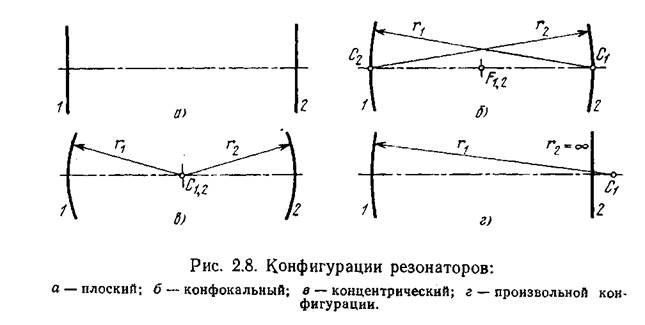 r₁ r₂
C₂ C₁
F₁,₂
1 2 1 2
а) б)
r₁ r₂ r₁ r₂=∞
C₁,₂ C₁
1 2 1 2
в) г)
Рис. 2.8. Конфигурации резонаторов:
а — плоский; б — конфокальный; в — концентрический; г — произвольной кон-
фигурации.